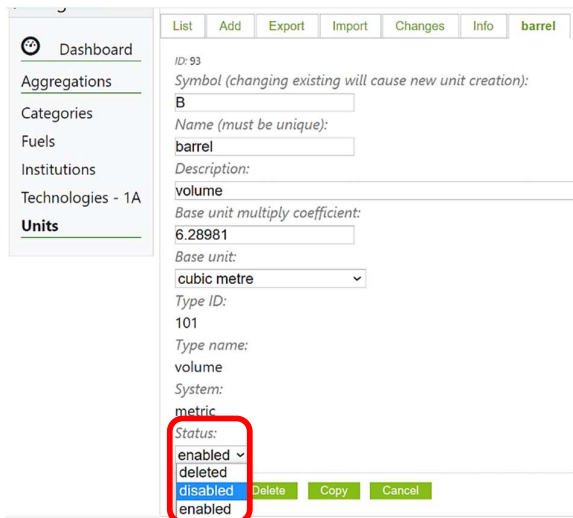 List Add Export Import Changes Info barrel
Dashboard
Aggregations
Categories
Fuels
Institutions
Technologies - 1A
Units
ID: 93
Symbol (changing existing will cause new unit creation):
B
Name (must be unique):
barrel
Description:
volume
Base unit multiply coefficient:
6.28981
Base unit:
cubic metre
Type ID:
101
Type name:
volume
System:
metric
Status:
enabled
deleted
disabled
enabled
Delete Copy Cancel